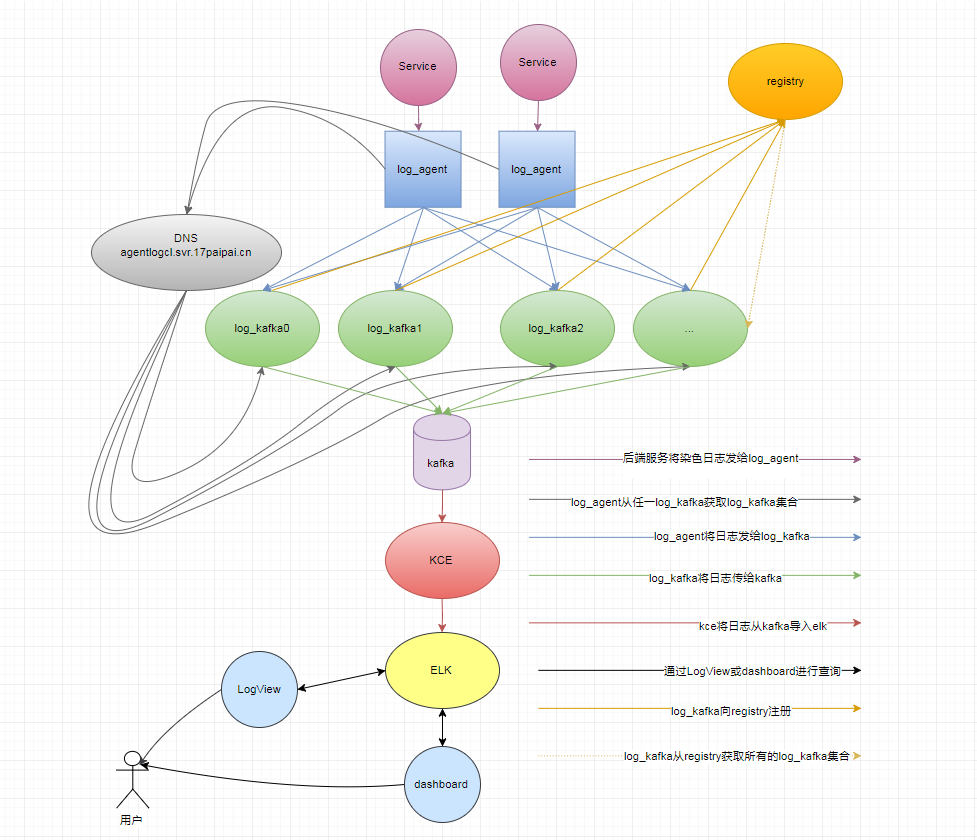 Service
Service
registry
log_agent
log_agent
DNS
agentlogcl.svr.17paipai.cn
log_kafka0
log_kafka1
log_kafka2
...
kafka
后端服务将染色日志发给log_agent
log_agent从任一log_kafka获取log_kafka集合
log_agent将日志发给log_kafka
KCE
log_kafka将日志传给kafka
kce将日志从kafka导入elk
ELK
通过LogView或dashboard进行查询
LogView
log_kafka向registry注册
log_kafka从registry获取所有的log_kafka集合
dashboard
用户